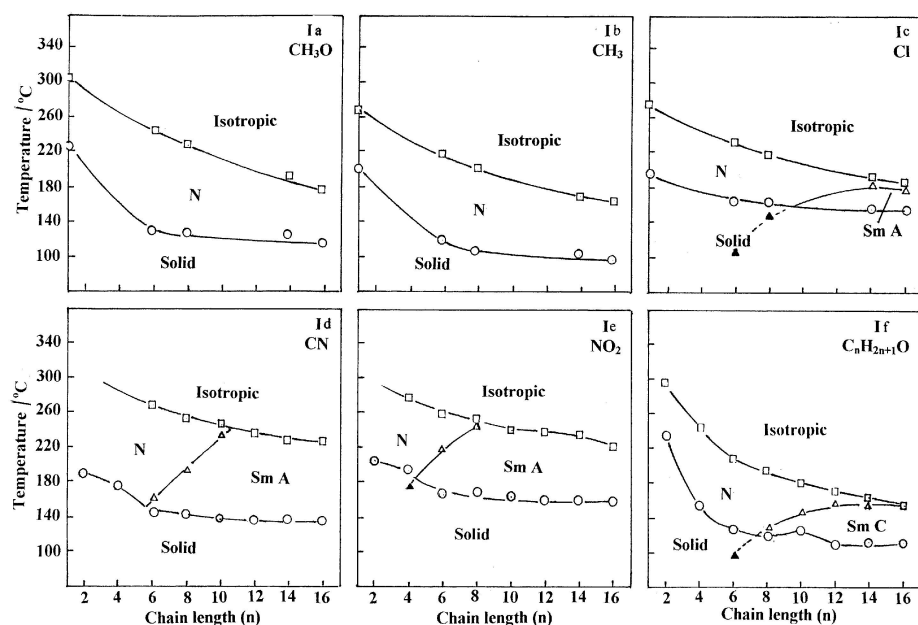 Ia
CH₃O
340
300
260
220
180
140
100
Temperature /°C
Isotropic
N
Solid
Ib
CH₃
Isotropic
N
Solid
Ic
Cl
Isotropic
N
Solid
Sm A
Id
CN
340
300
260
220
180
140
100
Temperature /°C
Isotropic
N
Sm A
Solid
2 4 6 8 10 12 14 16
Chain length (n)
Ie
NO₂
Isotropic
N
Sm A
Solid
2 4 6 8 10 12 14 16
Chain length (n)
If
CₙH₂ₙ₊₁O
Isotropic
N
Sm C
Solid
2 4 6 8 10 12 14 16
Chain length (n)